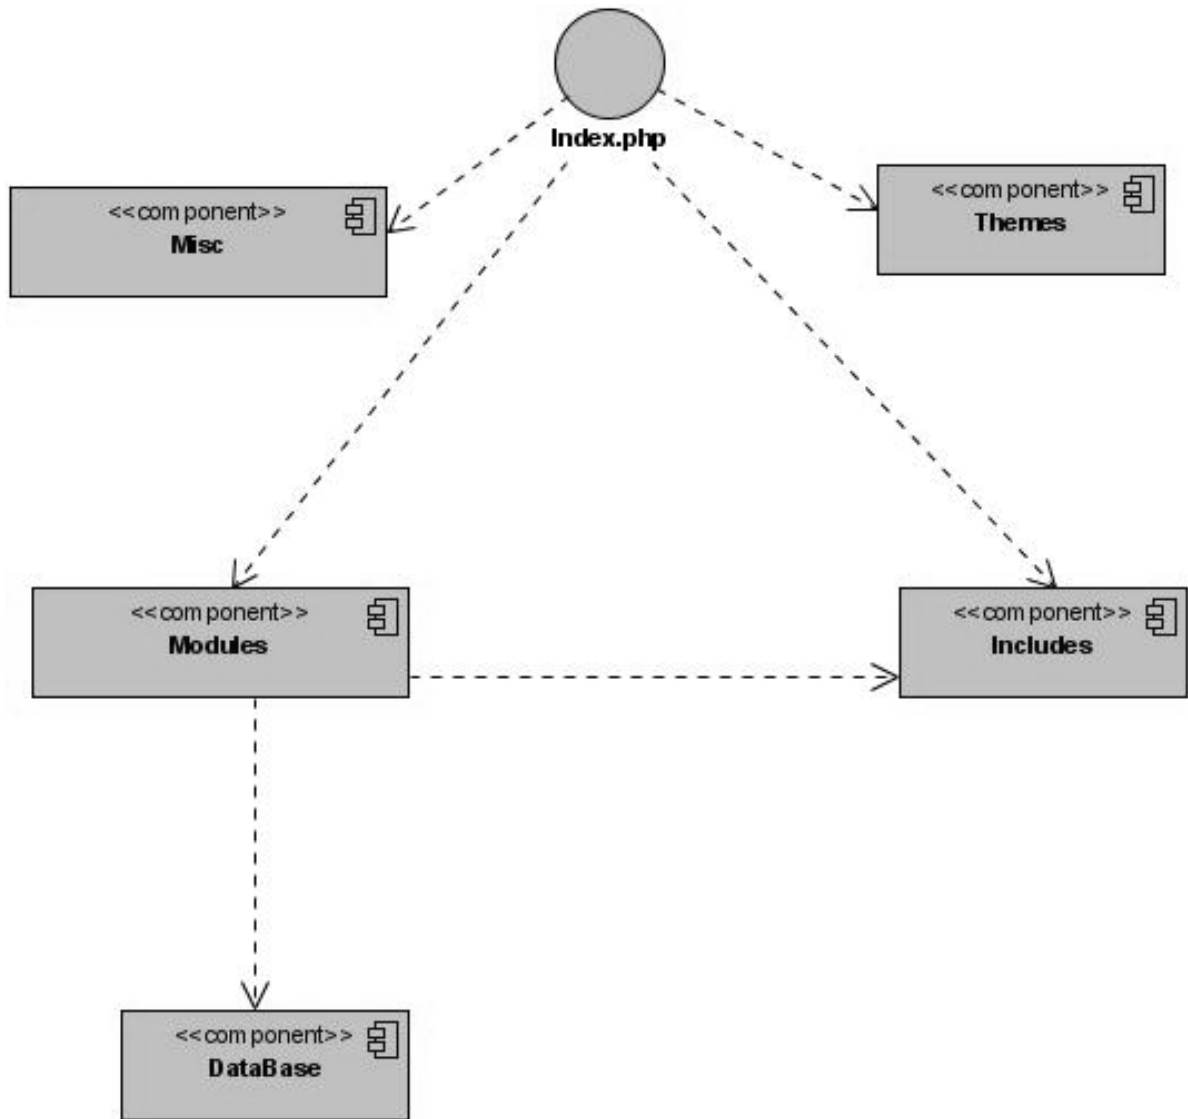 Index.php
<<component>>
Misc
<<component>>
Themes
<<component>>
Modules
<<component>>
Includes
<<component>>
DataBase